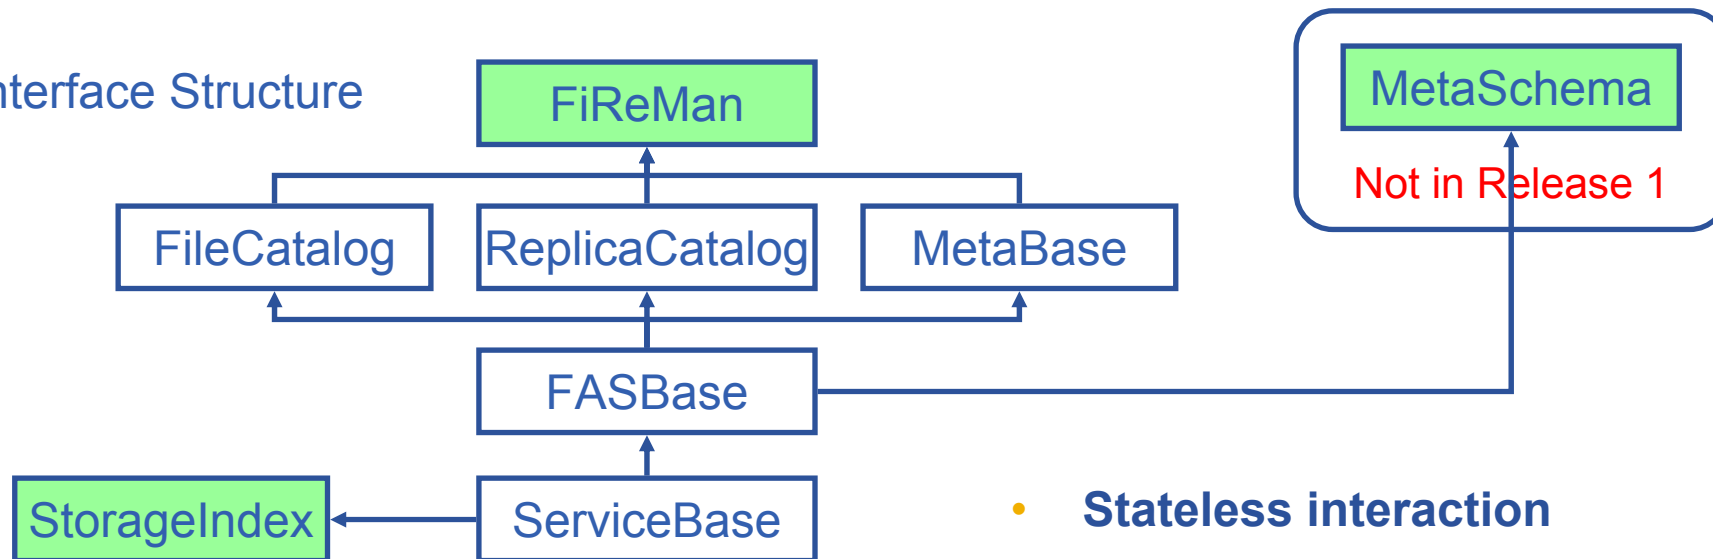 nterface Structure
FiReMan
MetaSchema
Not in Release 1
FileCatalog
ReplicaCatalog
MetaBase
FASBase
StorageIndex
ServiceBase
• Stateless interaction